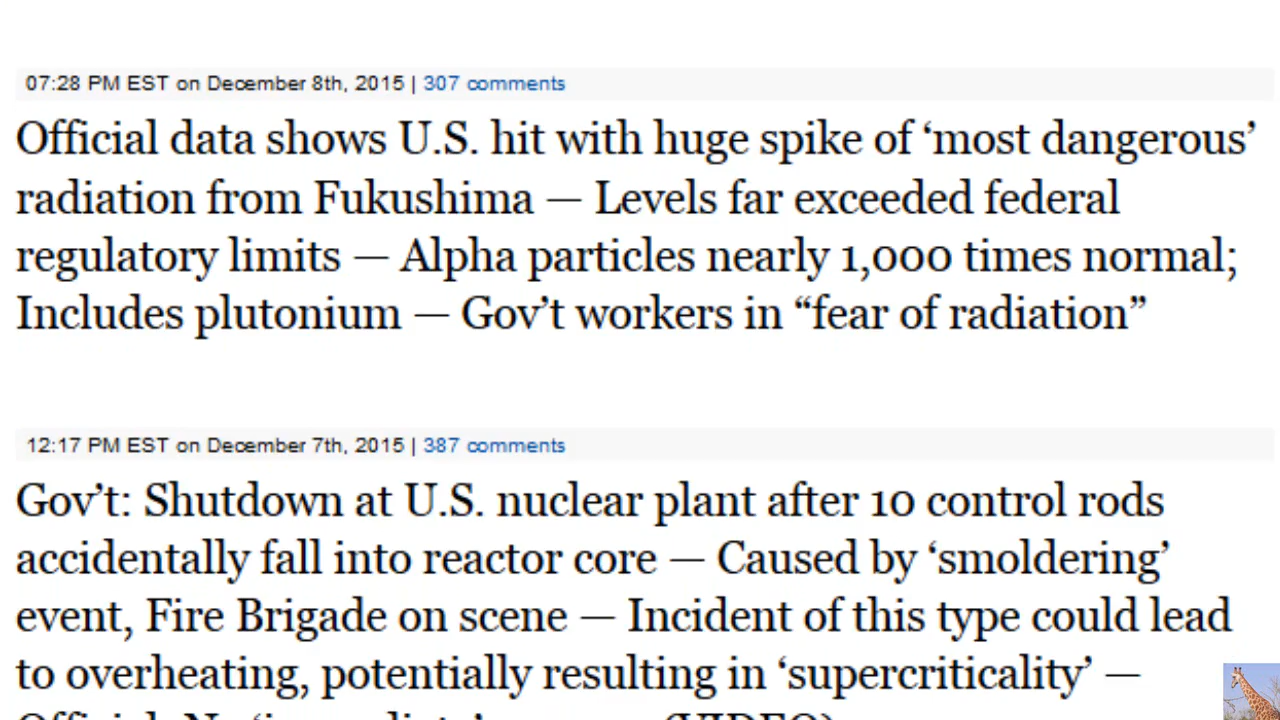 07:28 PM EST on December 8th, 2015 | 307 comments
Official data shows U.S. hit with huge spike of ‘most dangerous’
radiation from Fukushima — Levels far exceeded federal
regulatory limits — Alpha particles nearly 1,000 times normal;
Includes plutonium — Gov’t workers in “fear of radiation”
12:17 PM EST on December 7th, 2015 | 387 comments
Gov’t: Shutdown at U.S. nuclear plant after 10 control rods
accidentally fall into reactor core — Caused by ‘smoldering’
event, Fire Brigade on scene — Incident of this type could lead
to overheating, potentially resulting in ‘supercriticality’ —
(VIDEO)